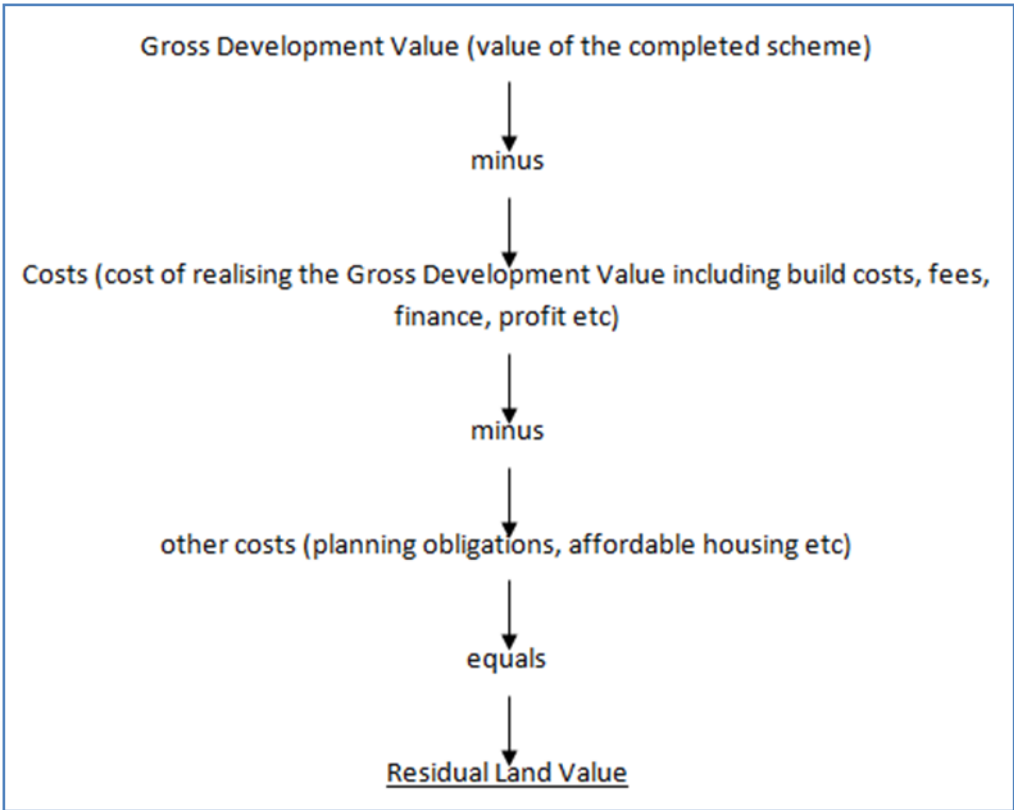 Gross Development Value (value of the completed scheme)
minus
Costs (cost of realising the Gross Development Value including build costs, fees,
finance, profit etc)
minus
other costs (planning obligations, affordable housing etc)
equals
Residual Land Value